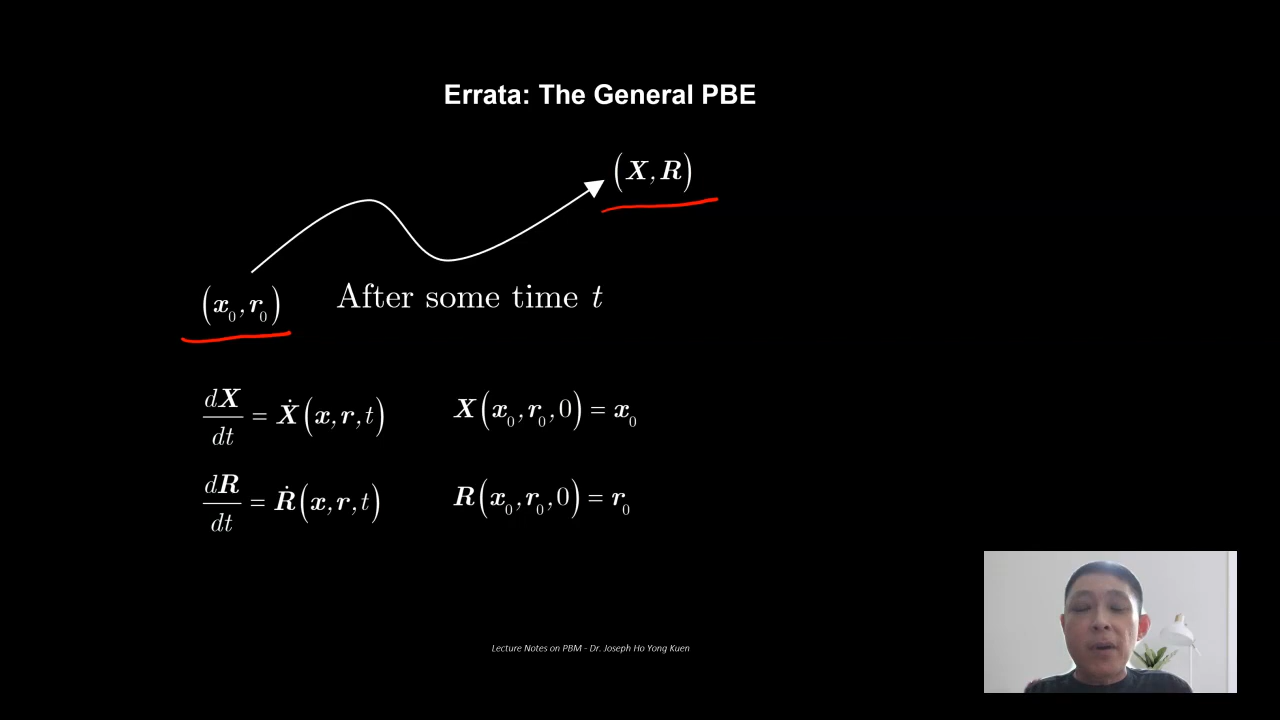 Errata: The General PBE
(X, R)
(x₀, r₀) After some time t
dX/dt = Ẋ(x, r, t) X(x₀, r₀, 0) = x₀
dR/dt = Ṙ(x, r, t) R(x₀, r₀, 0) = r₀
Lecture Notes on PBM - Dr. Joseph Ho Yong Kuen